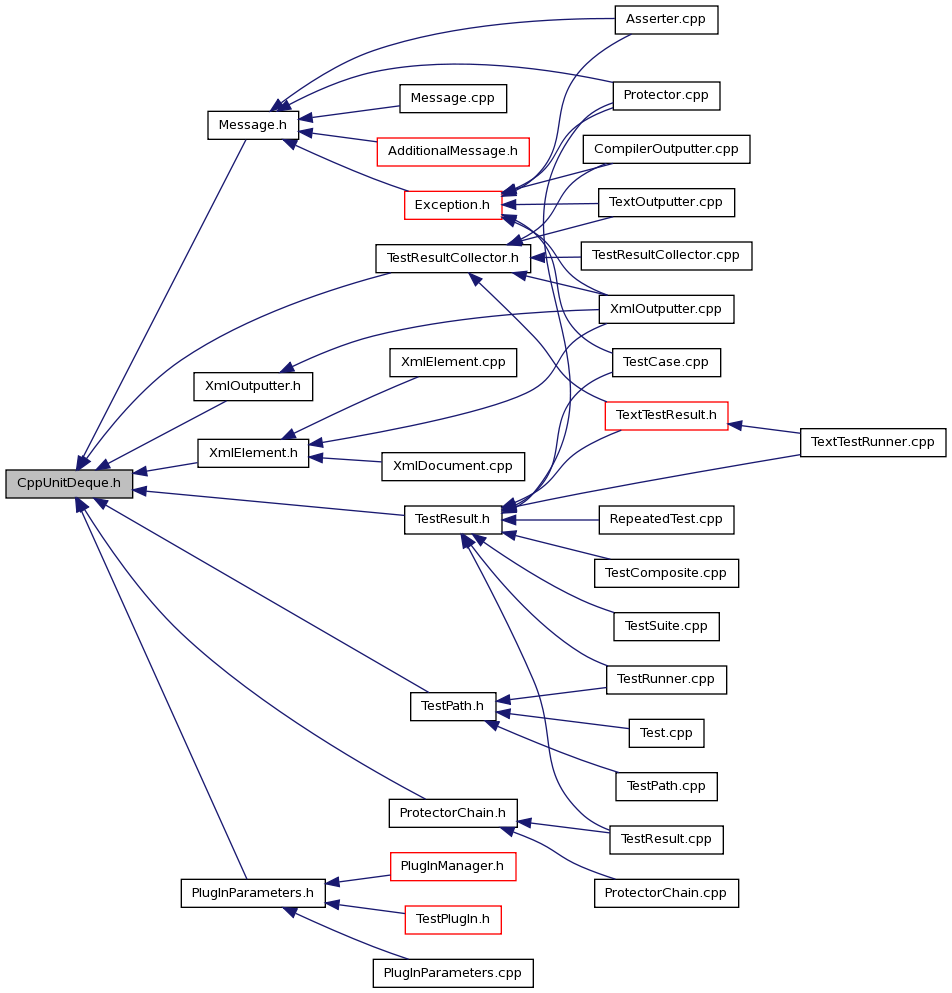 Asserter.cpp
Protector.cpp
Message.cpp
Message.h
CompilerOutputter.cpp
AdditionalMessage.h
TextOutputter.cpp
Exception.h
TestResultCollector.cpp
TestResultCollector.h
XmlOutputter.cpp
XmlElement.cpp
TestCase.cpp
XmlOutputter.h
TextTestResult.h
TextTestRunner.cpp
XmlElement.h
XmlDocument.cpp
CppUnitDeque.h
TestResult.h
RepeatedTest.cpp
TestComposite.cpp
TestSuite.cpp
TestRunner.cpp
TestPath.h
Test.cpp
TestPath.cpp
ProtectorChain.h
TestResult.cpp
PlugInManager.h
PlugInParameters.h
ProtectorChain.cpp
TestPlugIn.h
PlugInParameters.cpp